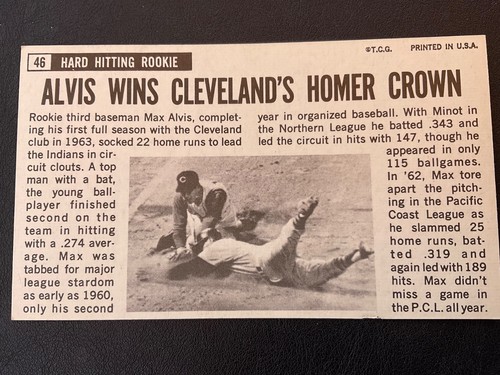 46 HARD HITTING ROOKIE
©T.C.G. PRINTED IN U.S.A.
ALVIS WINS CLEVELAND'S HOMER CROWN
Rookie third baseman Max Alvis, complet-
ing his first full season with the Cleveland
club in 1963, socked 22 home runs to lead
the Indians in cir-
cuit clouts. A top
man with a bat,
the young ball-
player finished
second on the
team in hitting
with a .274 aver-
age. Max was
tabbed for major
league stardom
as early as 1960,
only his second
year in organized baseball. With Minot in
the Northern League he batted .343 and
led the circuit in hits with 147, though he
appeared in only
115 ballgames.
In '62, Max tore
apart the pitch-
ing in the Pacific
Coast League as
he slammed 25
home runs, bat-
ted .319 and
again led with 189
hits. Max didn't
miss a game in
the P.C.L. all year.
C